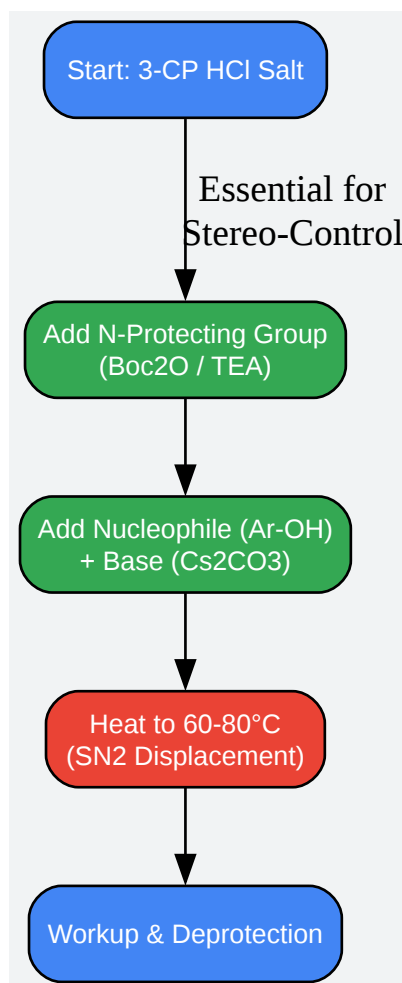 Start: 3-CP HCl Salt
Essential for
Stereo-Control
Add N-Protecting Group
(Boc2O / TEA)
Add Nucleophile (Ar-OH)
+ Base (Cs2CO3)
Heat to 60-80°C
(SN2 Displacement)
Workup & Deprotection